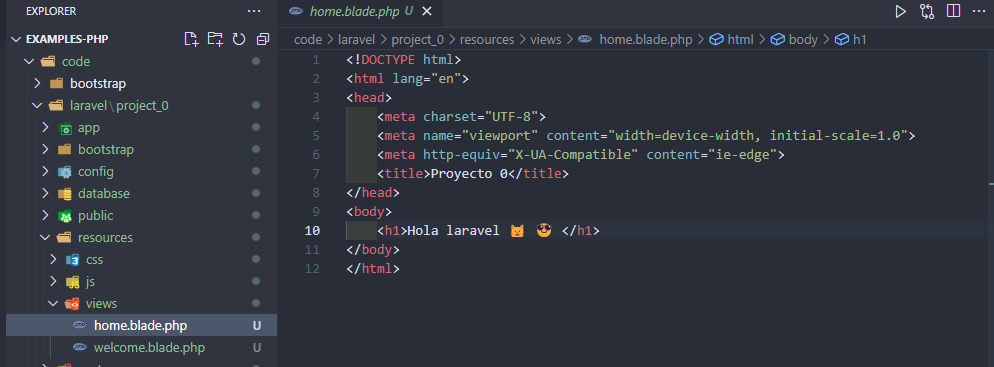 EXPLORER
EXAMPLES-PHP
code
bootstrap
laravel\project_0
app
bootstrap
config
database
public
resources
css
js
views
home.blade.php U
welcome.blade.php U
home.blade.php U
code > laravel > project_0 > resources > views > home.blade.php > html > body > h1
1 <!DOCTYPE html>
2 <html lang="en">
3 <head>
4 <meta charset="UTF-8">
5 <meta name="viewport" content="width=device-width, initial-scale=1.0">
6 <meta http-equiv="X-UA-Compatible" content="ie-edge">
7 <title>Proyecto 0</title>
8 </head>
9 <body>
10 <h1>Hola laravel 😺 😎 </h1>
11 </body>
12 </html>